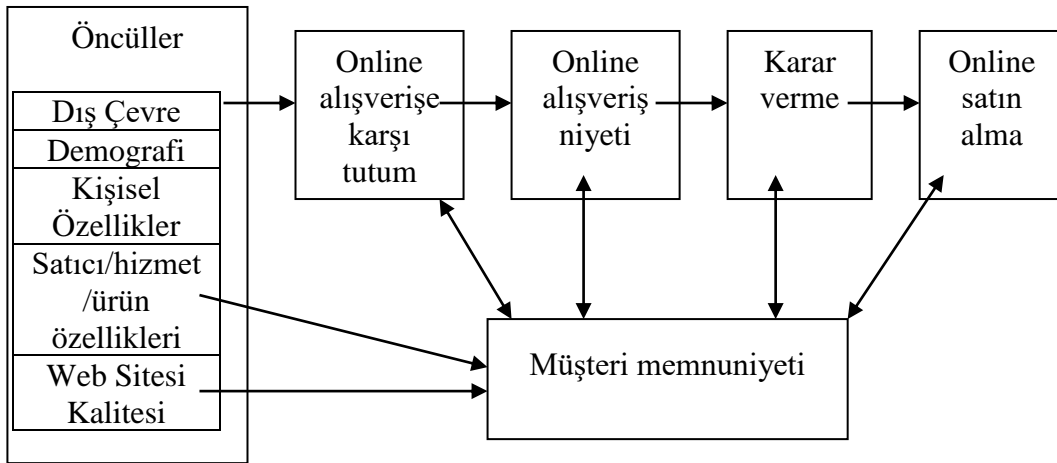 Öncüller
Dış Çevre
Demografi
Kişisel
Özellikler
Satıcı/hizmet
/ürün
özellikleri
Web Sitesi
Kalitesi
Online
alışverişe
karşı
tutum
Online
alışveriş
niyeti
Karar
verme
Online
satın
alma
Müşteri memnuniyeti